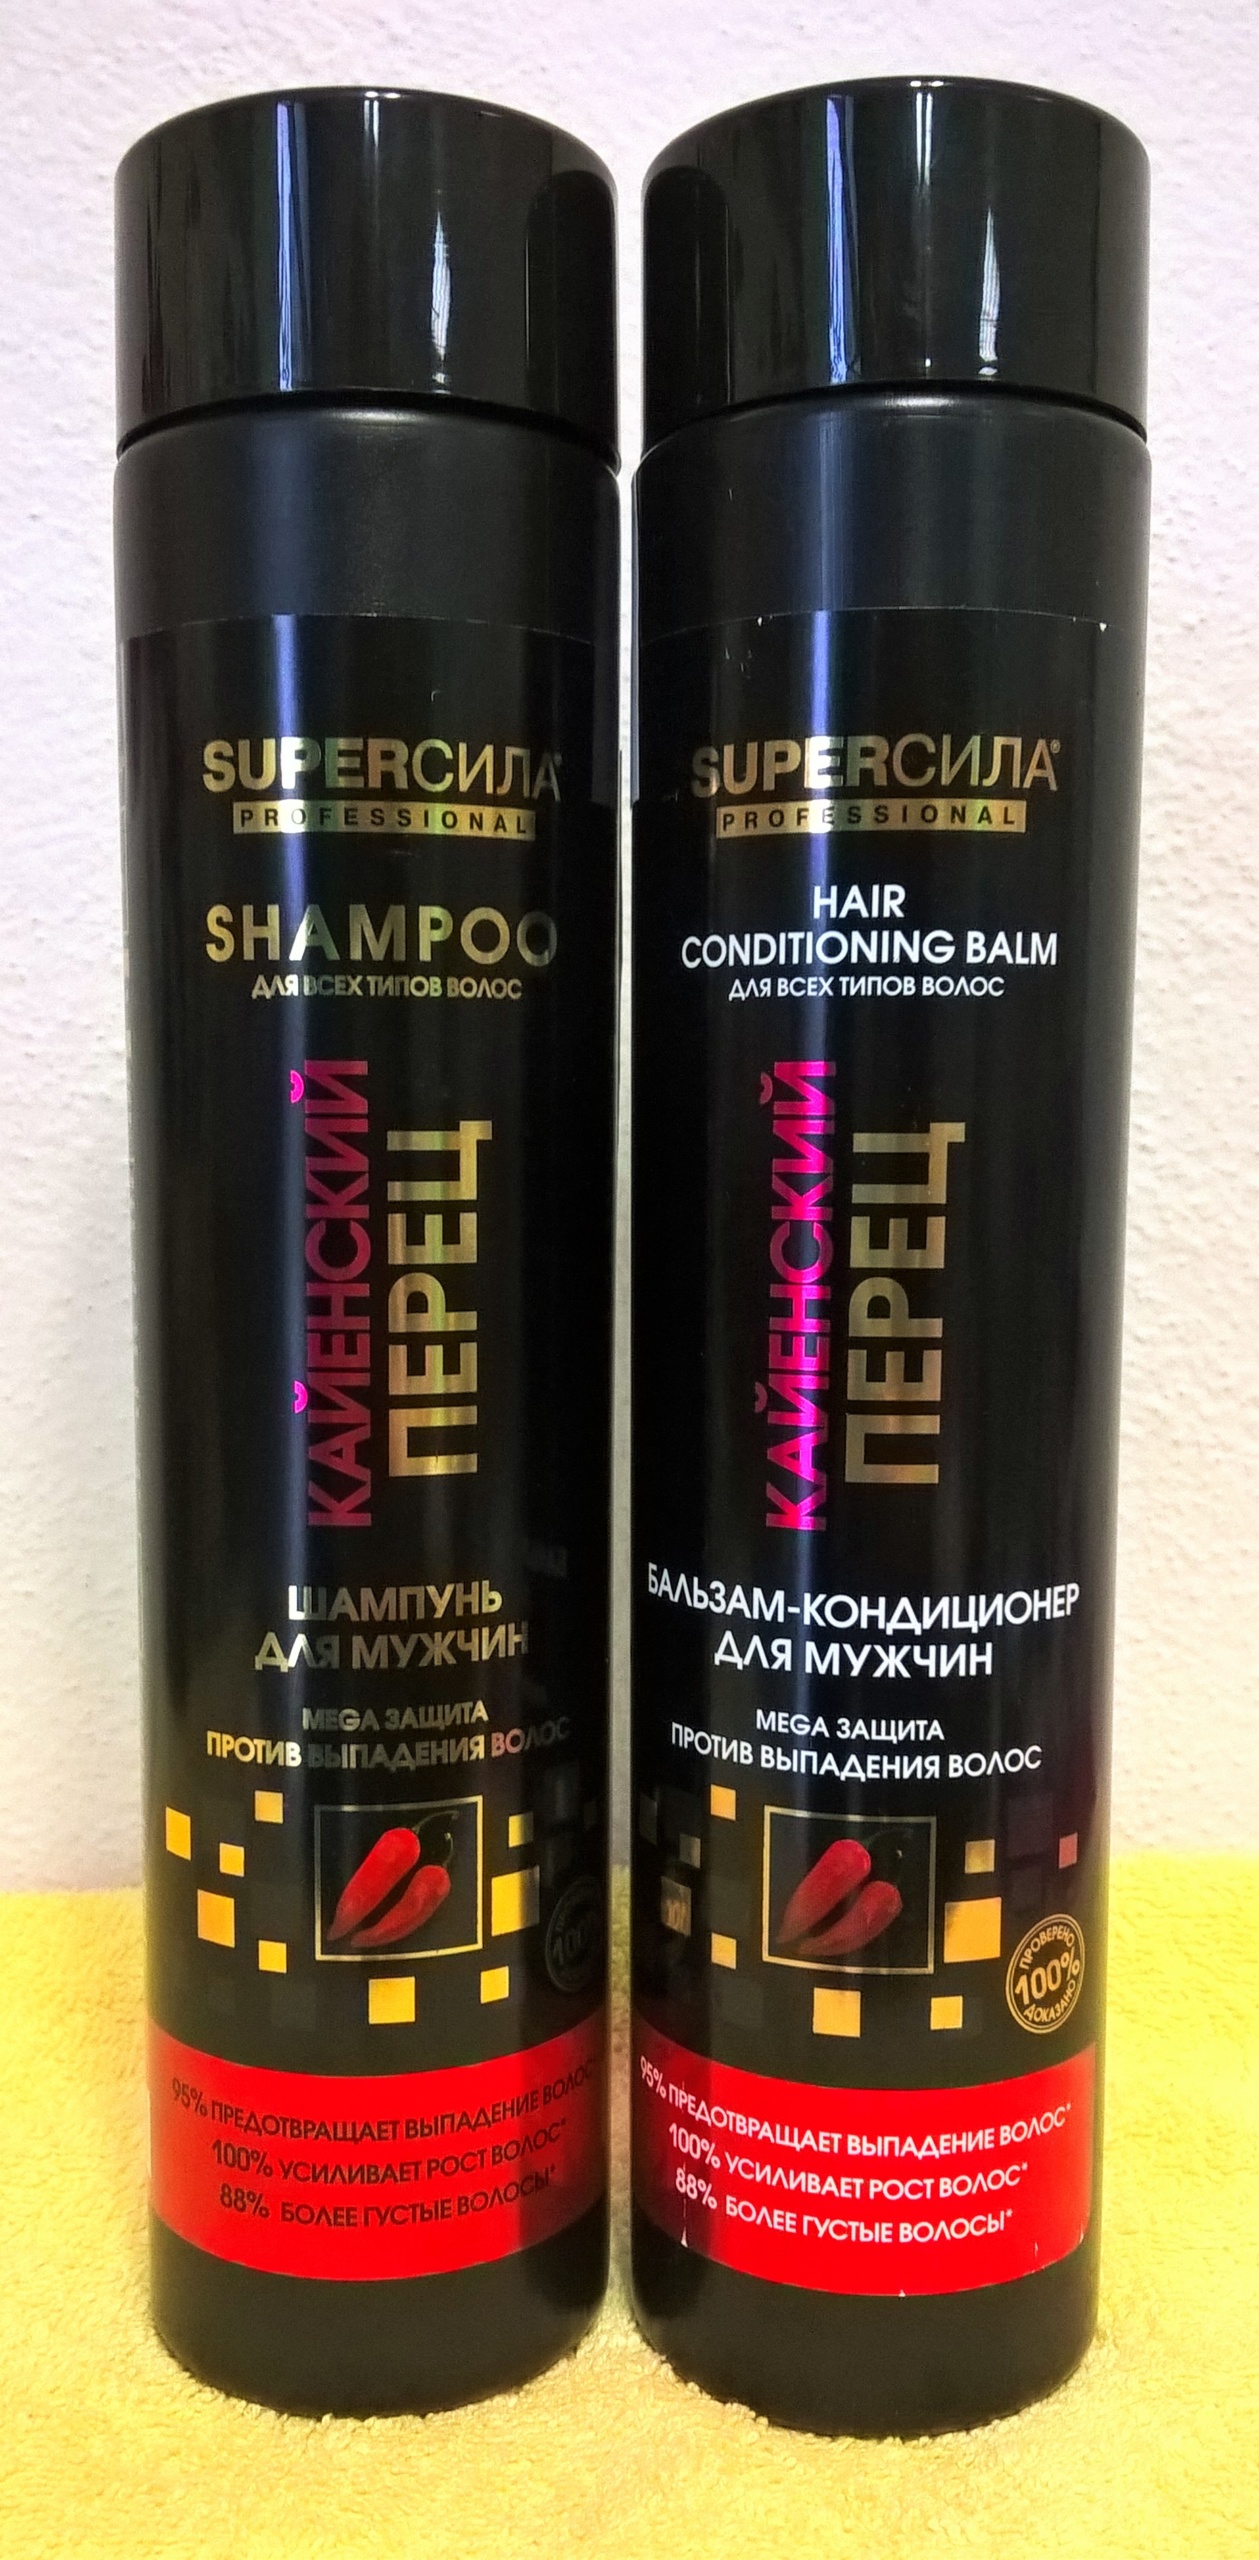 SUPERСИЛА
PROFESSIONAL
SHAMPOO
ДЛЯ ВСЕХ ТИПОВ ВОЛОС
КАЙЕНСКИЙ
ПЕРЕЦ
ШАМПУНЬ
ДЛЯ МУЖЧИН
MEGA ЗАЩИТА
ПРОТИВ ВЫПАДЕНИЯ ВОЛОС
100%
95% ПРЕДОТВРАЩАЕТ ВЫПАДЕНИЕ ВОЛОС
100% УСИЛИВАЕТ РОСТ ВОЛОС*
88% БОЛЕЕ ГУСТЫЕ ВОЛОСЫ*
SUPERСИЛА®
PROFESSIONAL
HAIR
CONDITIONING BALM
ДЛЯ ВСЕХ ТИПОВ ВОЛОС
КАЙЕНСКИЙ
ПЕРЕЦ
БАЛЬЗАМ-КОНДИЦИОНЕР
ДЛЯ МУЖЧИН
MEGA ЗАЩИТА
ПРОТИВ ВЫПАДЕНИЯ ВОЛОС
ПРОВЕРЕНО
100%
ДОКАЗАНО
95% ПРЕДОТВРАЩАЕТ ВЫПАДЕНИЕ ВОЛОС*
100% УСИЛИВАЕТ РОСТ ВОЛОС*
88% БОЛЕЕ ГУСТЫЕ ВОЛОСЫ*